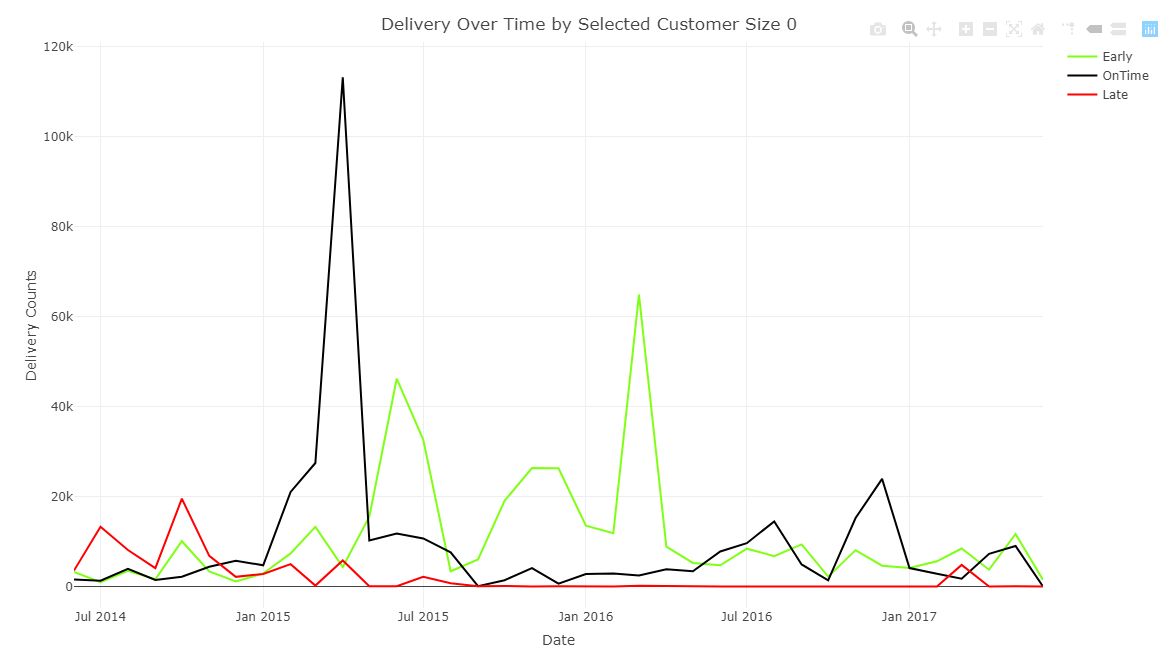 Delivery Over Time by Selected Customer Size 0
Early
OnTime
Late
120k
100k
80k
60k
40k
20k
0
Delivery Counts
Jul 2014
Jan 2015
Jul 2015
Jan 2016
Jul 2016
Jan 2017
Date